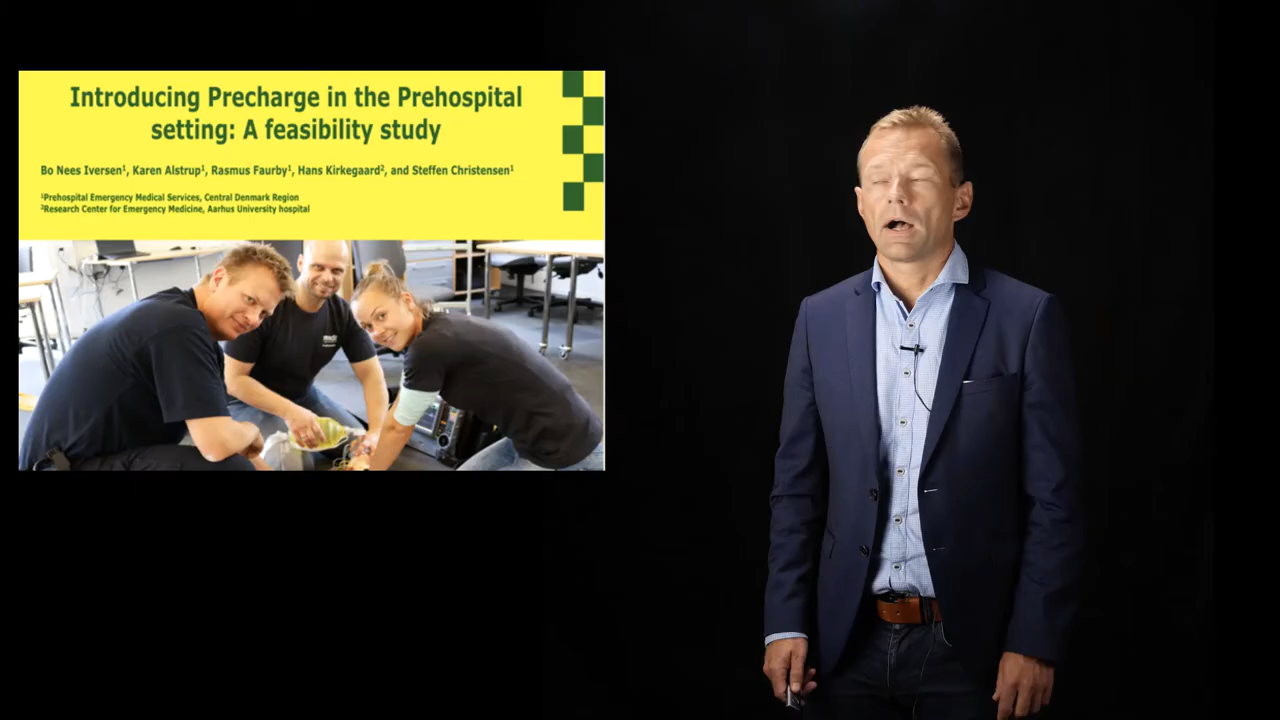 Introducing Precharge in the Prehospital
setting: A feasibility study
Bo Nees Iversen¹, Karen Alstrup¹, Rasmus Faurby¹, Hans Kirkegaard², and Steffen Christensen¹
¹Prehospital Emergency Medical Services, Central Denmark Region
²Research Center for Emergency Medicine, Aarhus University hospital